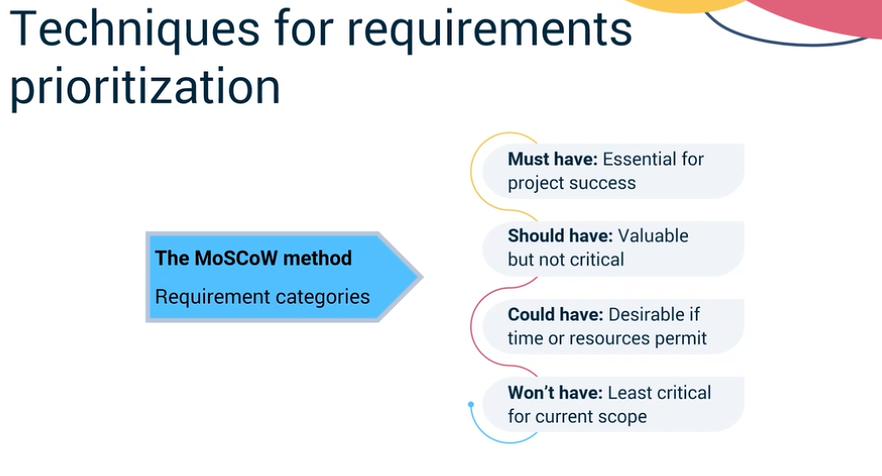 Techniques for requirements
prioritization
The MoSCoW method
Requirement categories
Must have: Essential for
project success
Should have: Valuable
but not critical
Could have: Desirable if
time or resources permit
Won’t have: Least critical
for current scope